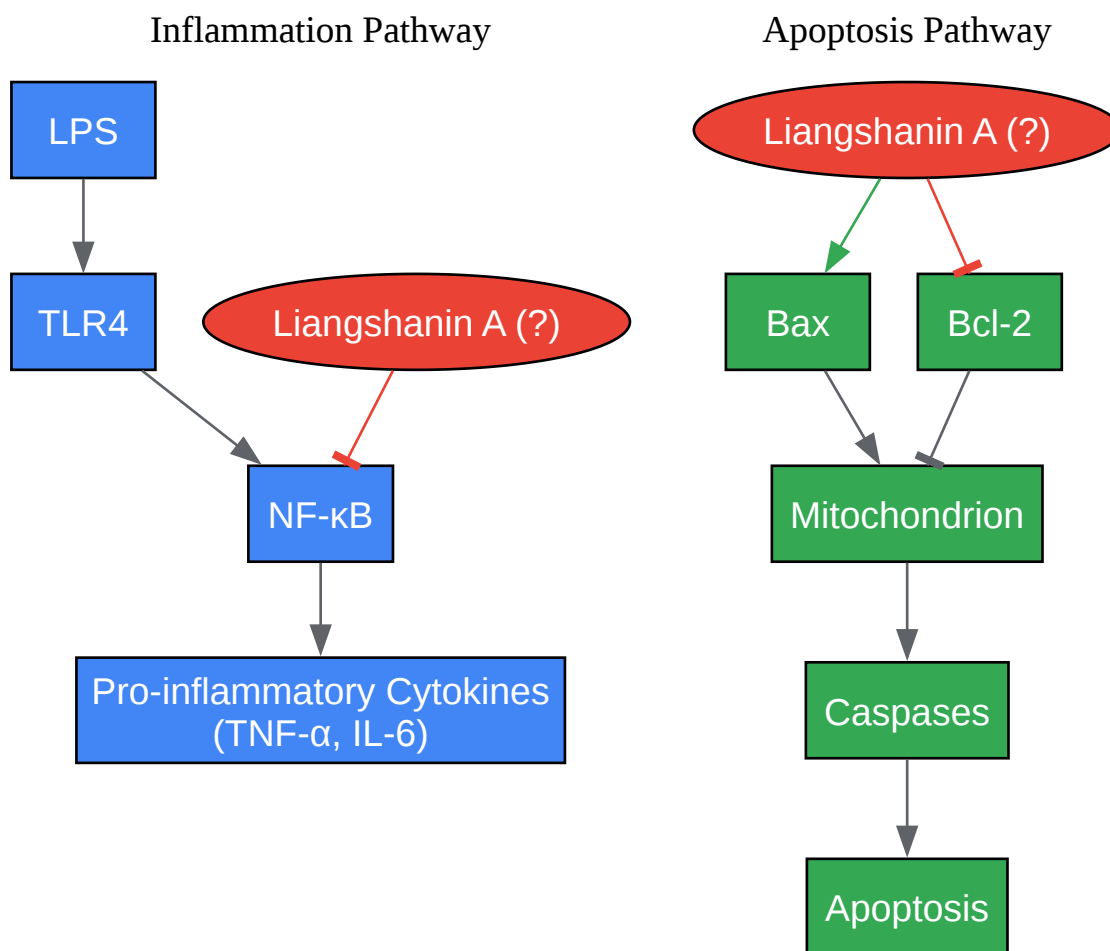 Inflammation Pathway
LPS
TLR4
Liangshanin A (?)
NF-κB
Pro-inflammatory Cytokines
(TNF-α, IL-6)
Apoptosis Pathway
Liangshanin A (?)
Bax
Bcl-2
Mitochondrion
Caspases
Apoptosis